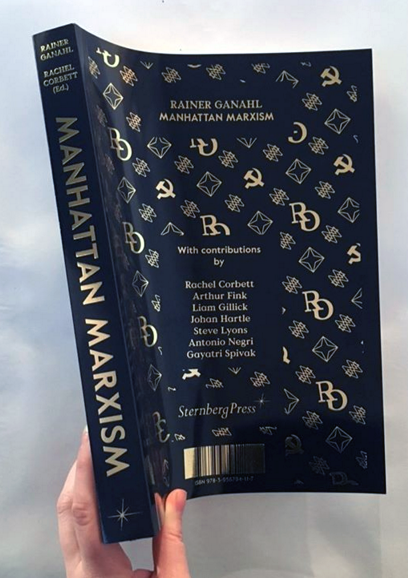 RAINER
GANAHL
RACHEL
CORBETT
(Ed.)
MANHATTAN MARXISM
RAINER GANAHL
MANHATTAN MARXISM
With contributions
by
Rachel Corbett
Arthur Fink
Liam Gillick
Johan Hartle
Steve Lyons
Antonio Negri
Gayatri Spivak
SternbergPress